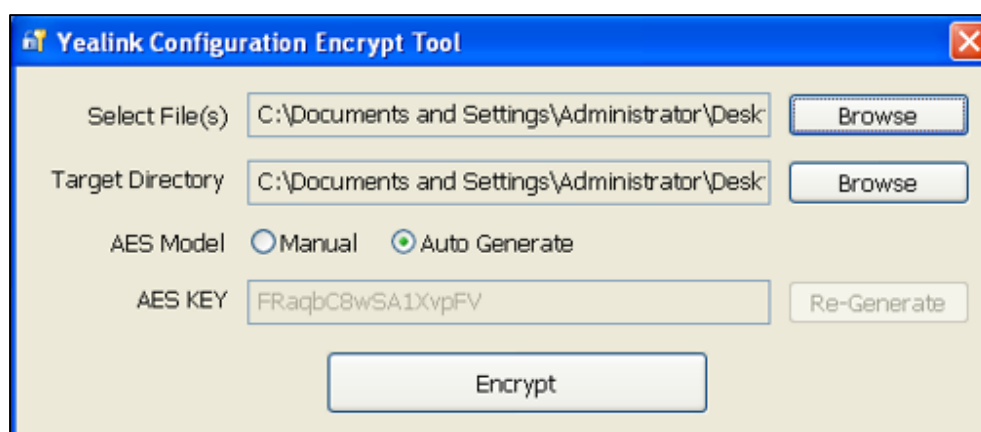 Yealink Configuration Encrypt Tool
Select File(s) C:\Documents and Settings\Administrator\Desk Browse
Target Directory C:\Documents and Settings\Administrator\Desk Browse
AES Model Manual Auto Generate
AES KEY FRaqbC8wSA1XvpFV Re-Generate
Encrypt